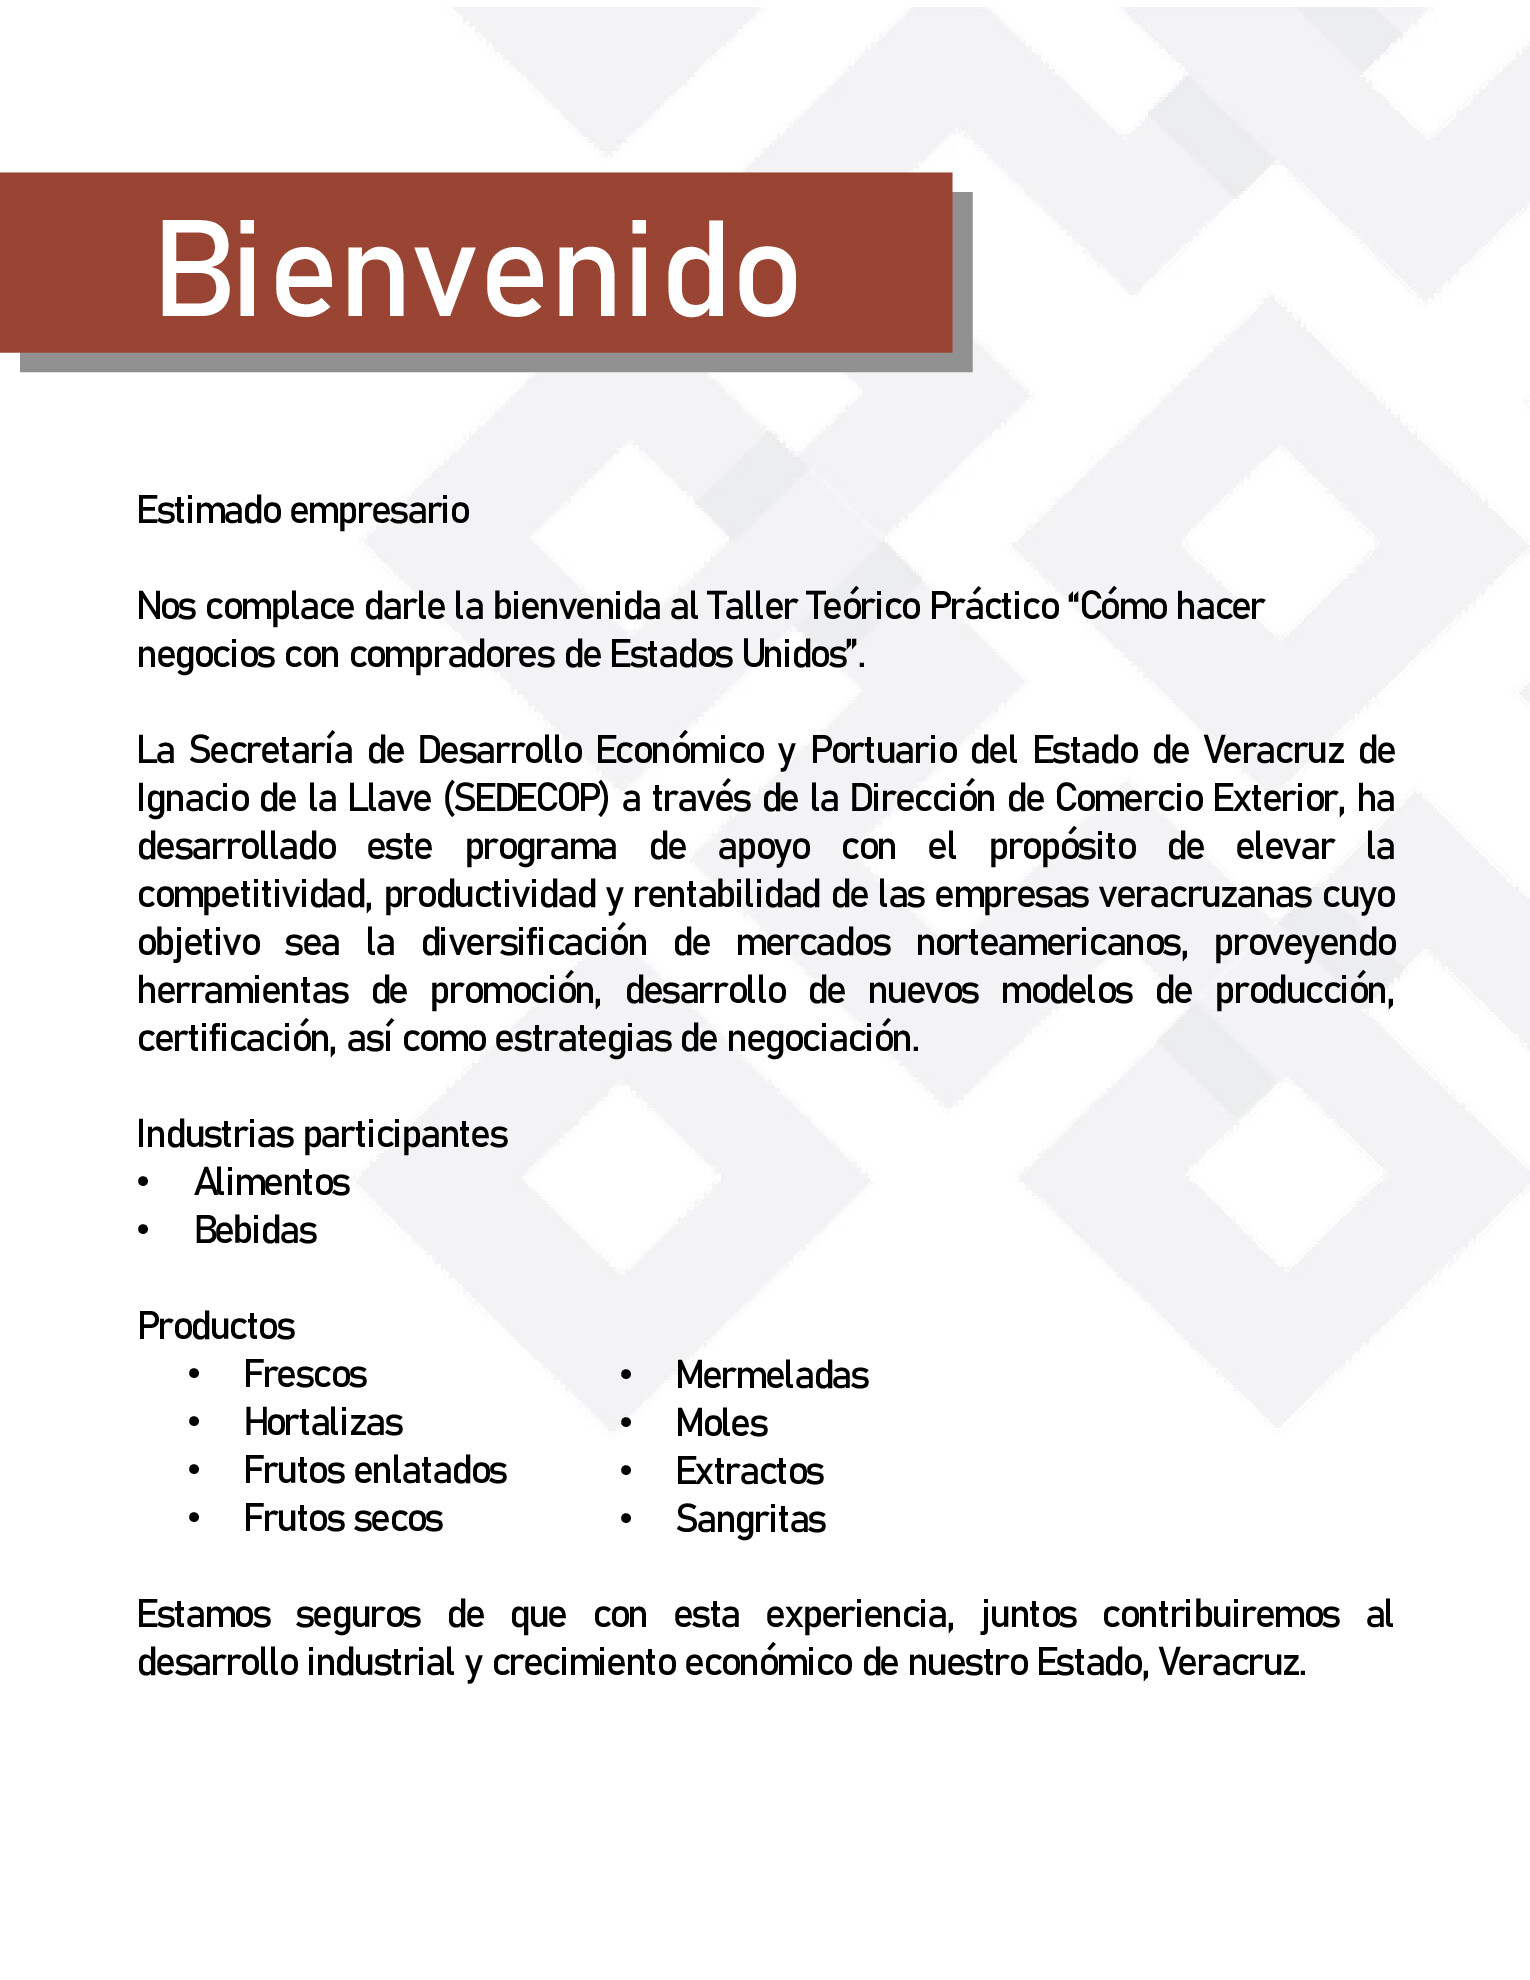 Bienvenido
Estimado empresario
Nos complace darle la bienvenida al Taller Teórico Práctico “Cómo hacer
negocios con compradores de Estados Unidos”.
La Secretaría de Desarrollo Económico y Portuario del Estado de Veracruz de
Ignacio de la Llave (SEDECOP) a través de la Dirección de Comercio Exterior, ha
desarrollado este programa de apoyo con el propósito de elevar la
competitividad, productividad y rentabilidad de las empresas veracruzanas cuyo
objetivo sea la diversificación de mercados norteamericanos, proveyendo
herramientas de promoción, desarrollo de nuevos modelos de producción,
certificación, así como estrategias de negociación.
Industrias participantes
• Alimentos
• Bebidas
Productos
• Frescos
• Hortalizas
• Frutos enlatados
• Frutos secos
• Mermeladas
• Moles
• Extractos
• Sangritas
Estamos seguros de que con esta experiencia, juntos contribuiremos al
desarrollo industrial y crecimiento económico de nuestro Estado, Veracruz.